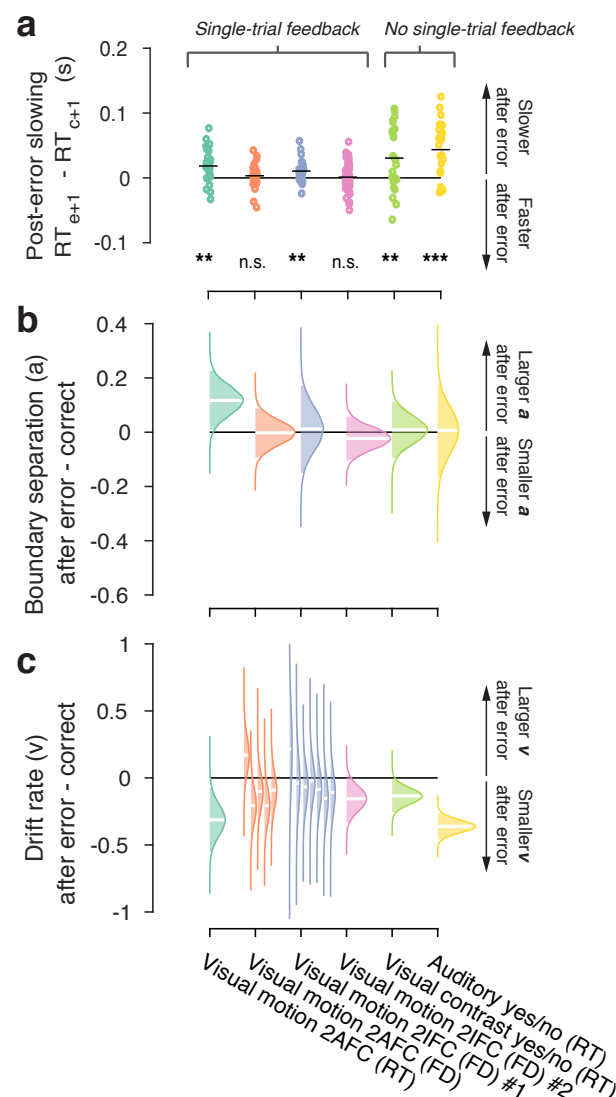 a
Single-trial feedback
No single-trial feedback
Post-error slowing
RTe+1 - RTc+1 (s)
0.2
0.1
0
-0.1
** n.s. ** n.s. ** ***
Slower
after error
Faster
after error
b
Boundary separation (a)
after error - correct
0.4
0.2
0
-0.2
-0.4
-0.6
Larger a
after error
Smaller a
after error
c
Drift rate (v)
after error - correct
1
0.5
0
-0.5
-1
Larger v
after error
Smallerv
after error
Visual motion 2AFC (RT)
Visual motion 2AFC (FD)
Visual motion 2IFC (FD) #1
Visual motion 2IFC (FD) #2
Visual contrast yes/no (RT)
Auditory yes/no (RT)